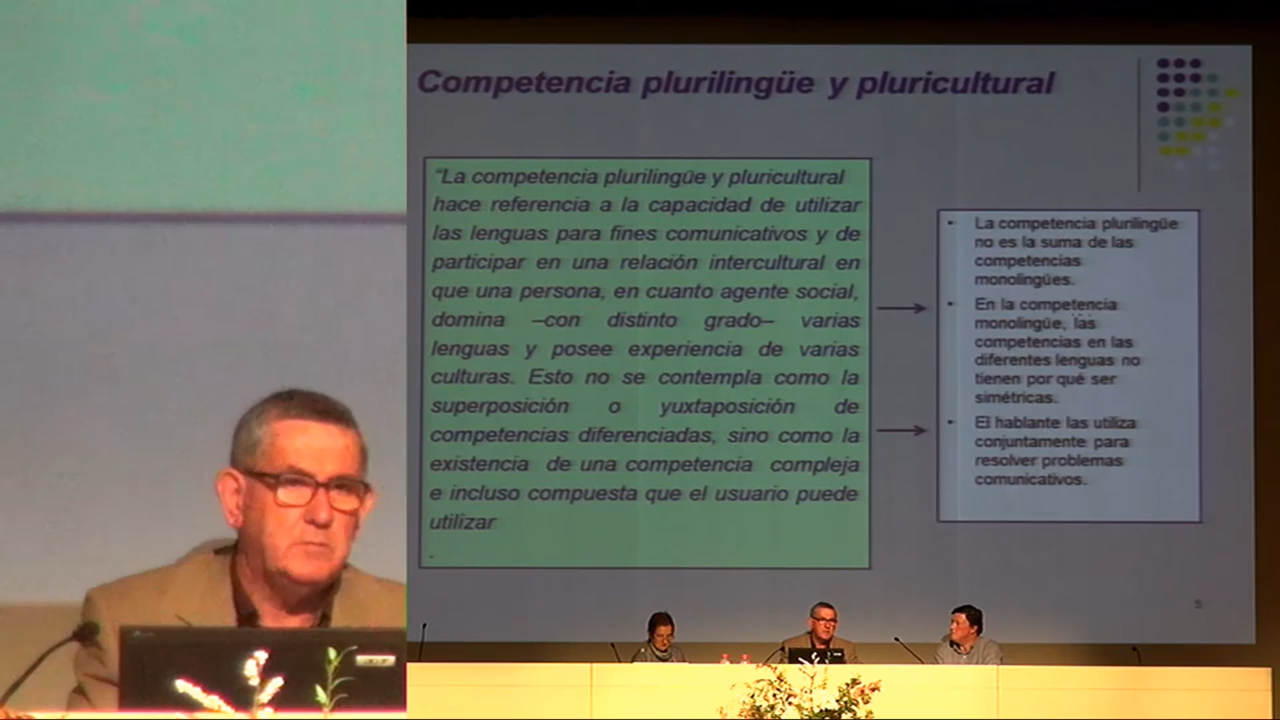 Competencia plurilingüe y pluricultural
“La competencia plurilingüe y pluricultural
hace referencia a la capacidad de utilizar
las lenguas para fines comunicativos y de
participar en una relación intercultural en
que una persona, en cuanto agente social,
domina –con distinto grado– varias
lenguas y posee experiencia de varias
culturas. Esto no se contempla como la
superposición o yuxtaposición de
competencias diferenciadas, sino como la
existencia de una competencia compleja
e incluso compuesta que el usuario puede
utilizar
.
• La competencia plurilingüe
no es la suma de las
competencias
monolingües.
• En la competencia
monolingüe, las
competencias en las
diferentes lenguas no
tienen por qué ser
simétricas.
• El hablante las utiliza
conjuntamente para
resolver problemas
comunicativos.
5
acer